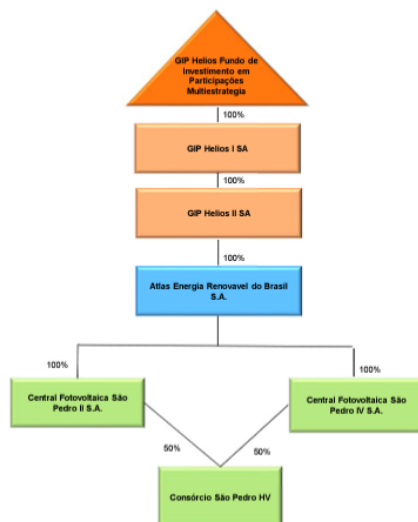 GIP Helios Fundo de
Investimento em
Participações
Multiestrategia
100%
GIP Helios I SA
100%
GIP Helios II SA
100%
Atlas Energia Renovavel do Brasil
S.A.
100%
100%
Central Fotovoltaica São
Pedro II S.A.
Central Fotovoltaica São
Pedro IV S.A.
50%
50%
Consórcio São Pedro HV